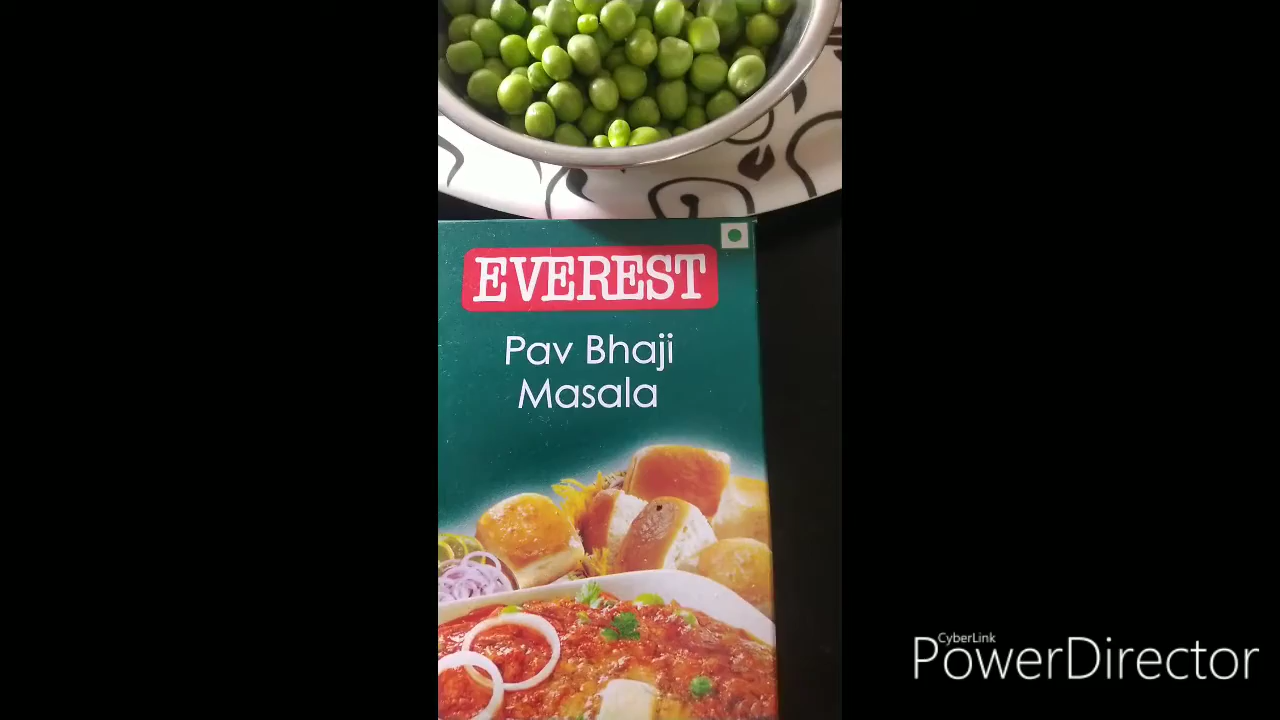 EVEREST
Pav Bhaji
Masala
CyberLink
PowerDirector